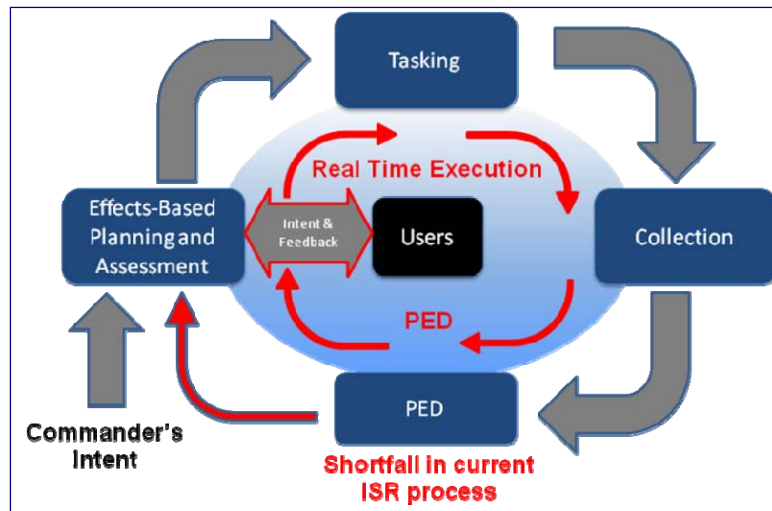 Tasking
Real Time Execution
Effects-Based
Planning and
Assessment
Intent &
Feedback
Users
Collection
PED
PED
Commander's
Intent
Shortfall in current
ISR process